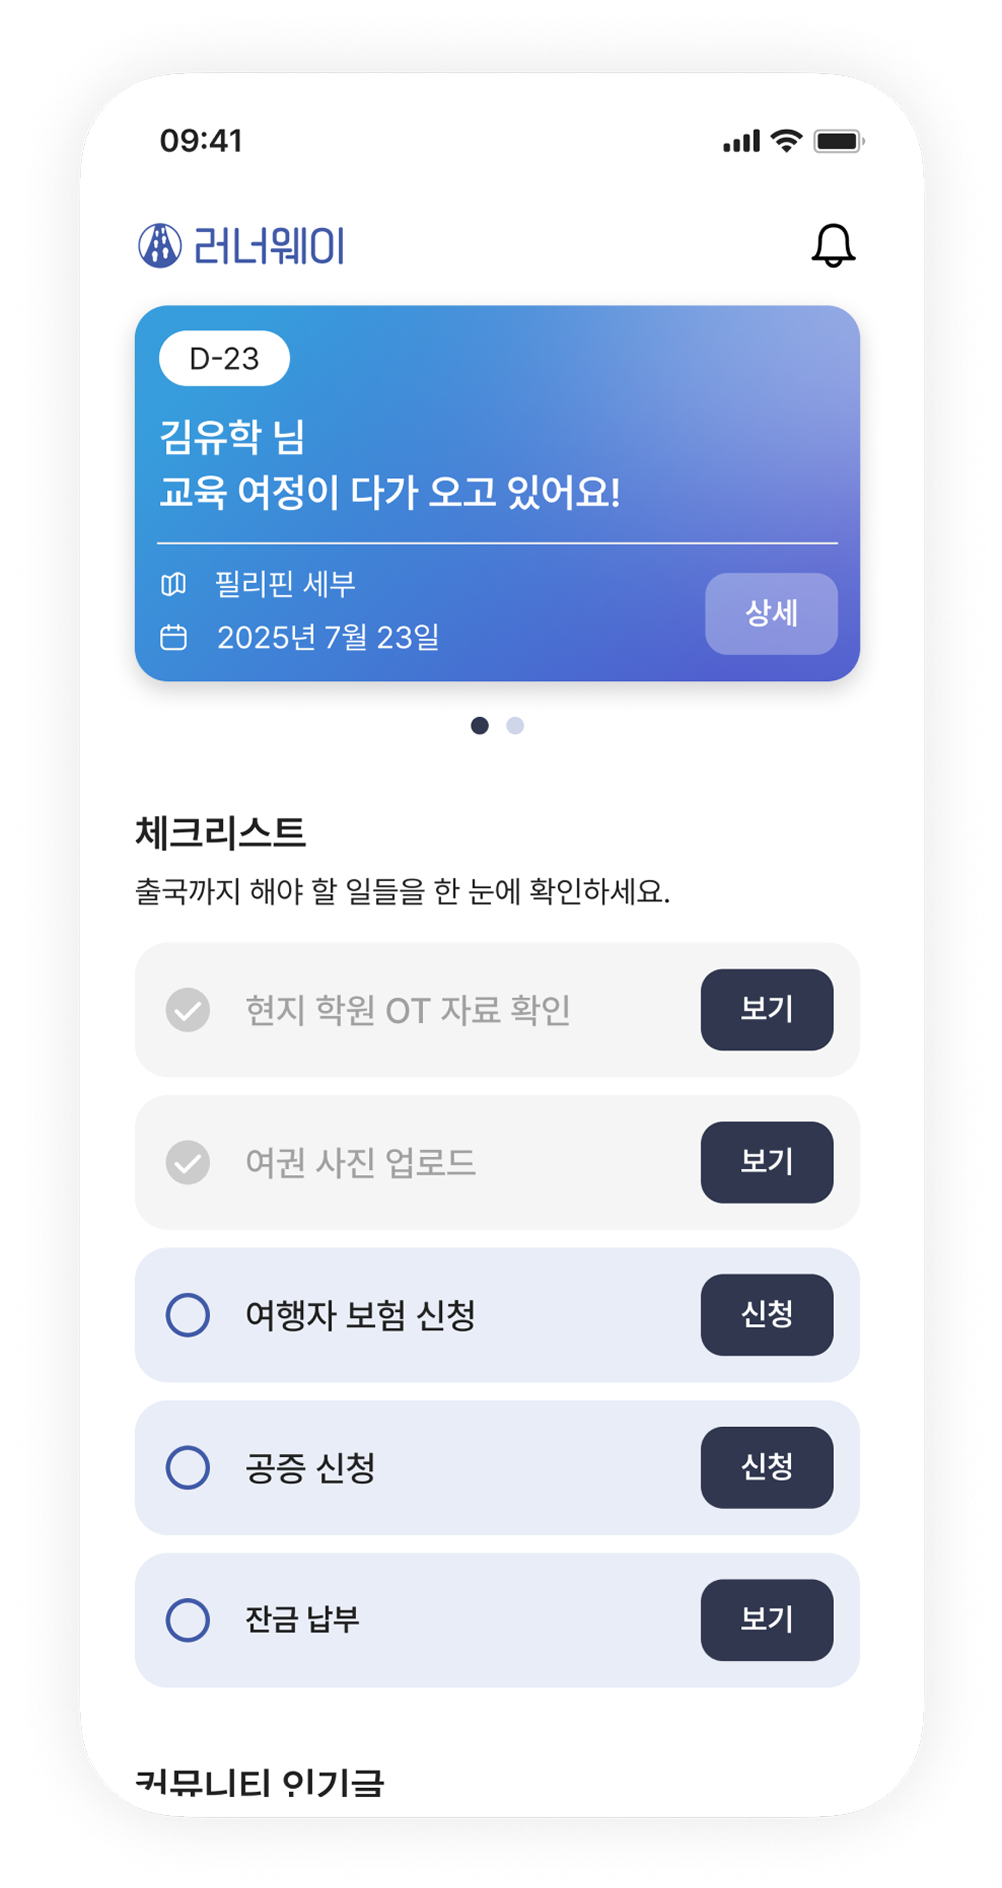 09:41
러너웨이
D-23
김유학 님
교육 여정이 다가 오고 있어요!
필리핀 세부
2025년 7월 23일
상세
체크리스트
출국까지 해야 할 일들을 한 눈에 확인하세요.
현지 학원 OT 자료 확인
보기
여권 사진 업로드
보기
여행자 보험 신청
신청
공증 신청
신청
잔금 납부
보기
커뮤니티 인기글